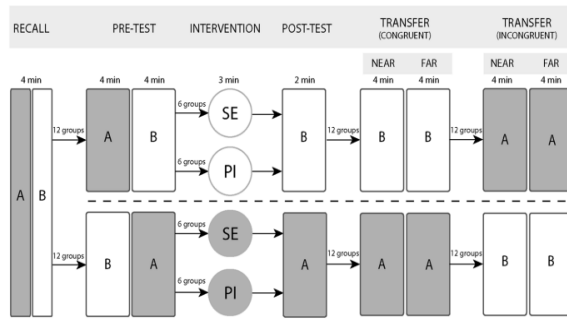 RECALL PRE-TEST INTERVENTION POST-TEST TRANSFER TRANSFER
(CONGRUENT) (INCONGRUENT)
NEAR FAR NEAR FAR
4 min 4 min 4 min 3 min 2 min 4 min 4 min 4 min 4 min
6 groups SE
12 groups A B B 12 groups B B 12 groups A A
6 groups PI
A B
6 groups SE
12 groups B A A 12 groups A A 12 groups B B
6 groups PI